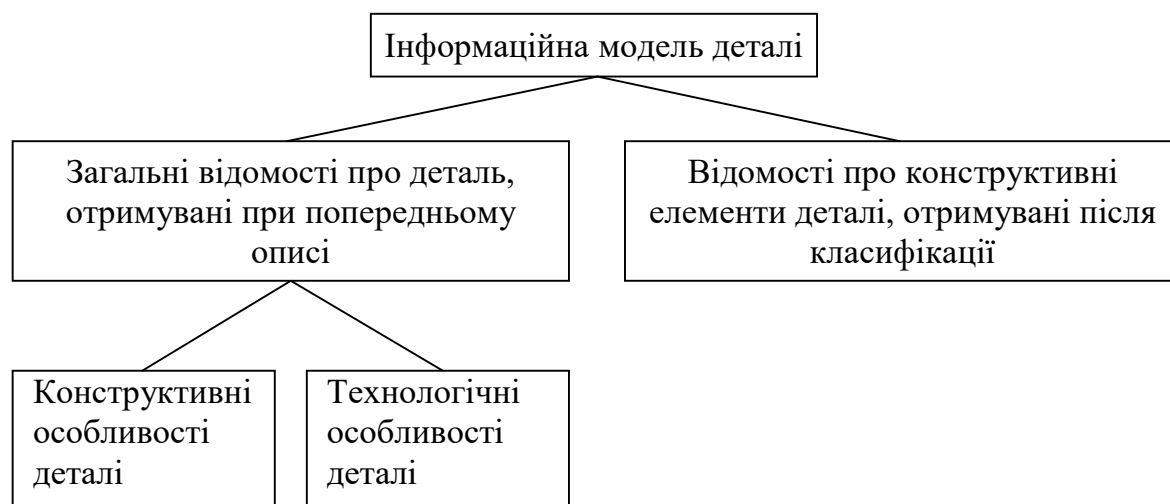 Інформаційна модель деталі
Загальні відомості про деталь,
отримувані при попередньому
описі
Відомості про конструктивні
елементи деталі, отримувані після
класифікації
Конструктивні
особливості
деталі
Технологічні
особливості
деталі